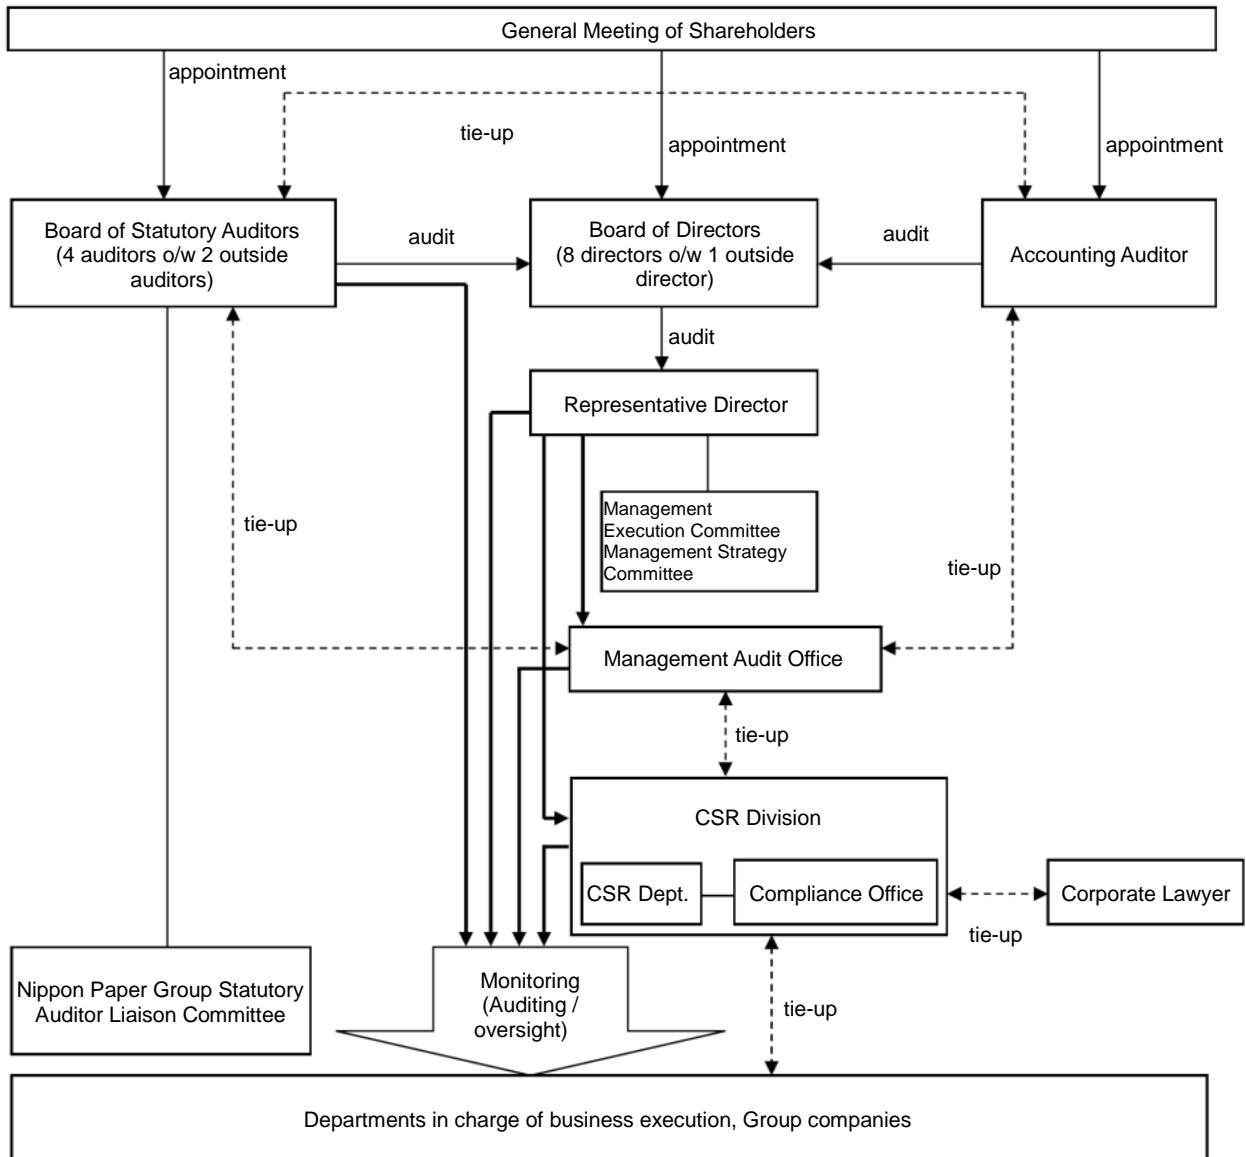 General Meeting of Shareholders
appointment
tie-up
appointment
appointment
Board of Statutory Auditors
(4 auditors o/w 2 outside
auditors)
audit
Board of Directors
(8 directors o/w 1 outside
director)
audit
Accounting Auditor
audit
Representative Director
Management
Execution Committee
Management Strategy
Committee
tie-up
tie-up
Management Audit Office
tie-up
CSR Division
CSR Dept.
Compliance Office
Corporate Lawyer
tie-up
Nippon Paper Group Statutory
Auditor Liaison Committee
Monitoring
(Auditing /
oversight)
tie-up
Departments in charge of business execution, Group companies